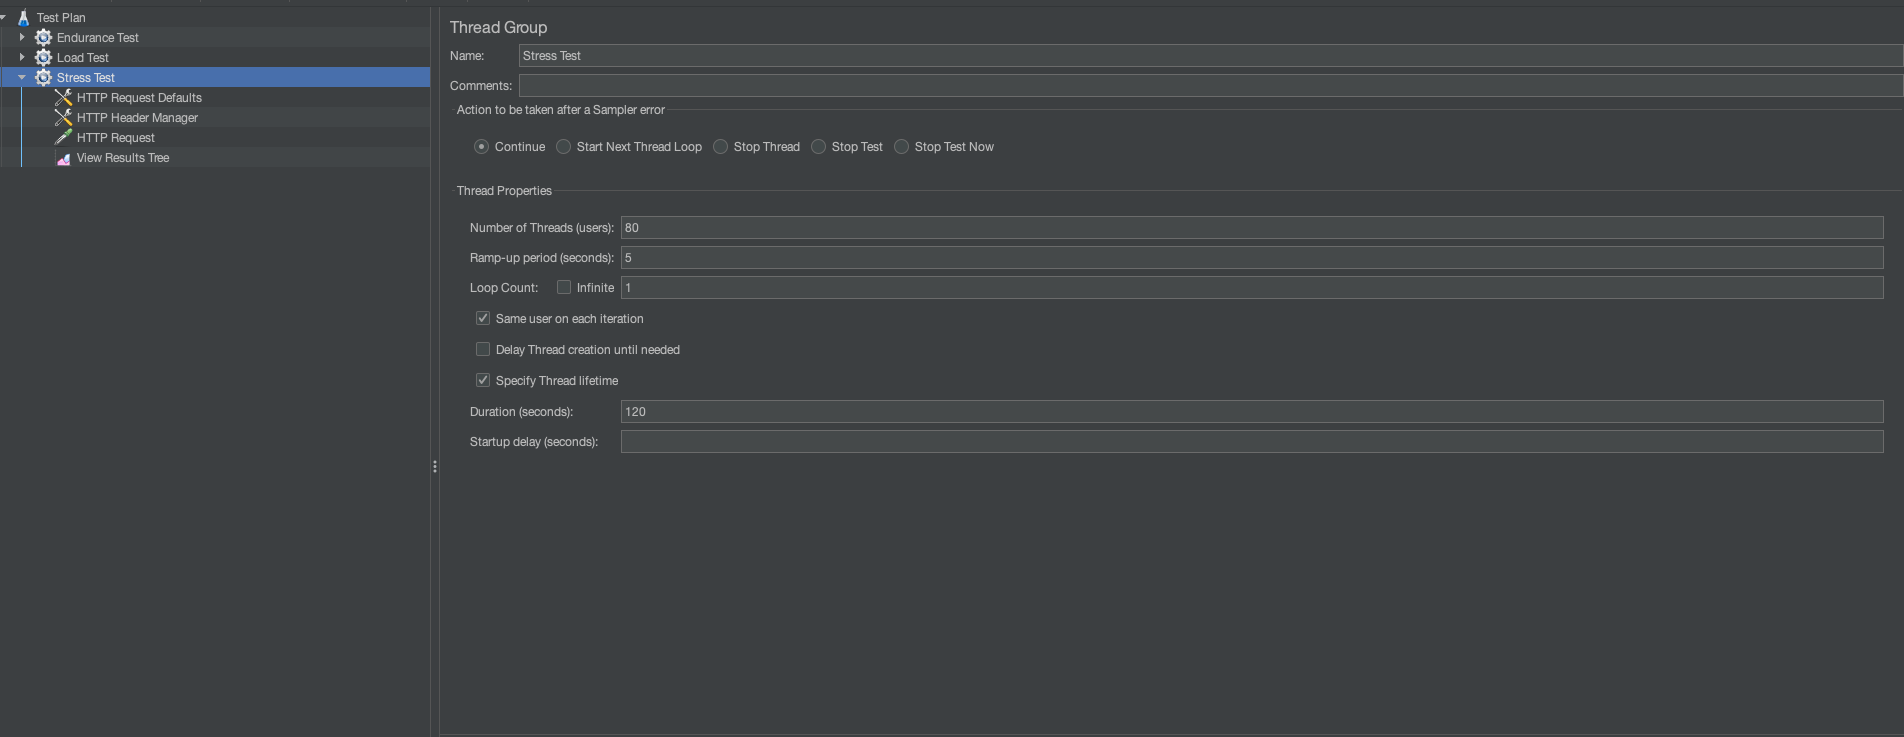 Test Plan
Endurance Test
Load Test
Stress Test
HTTP Request Defaults
HTTP Header Manager
HTTP Request
View Results Tree
Thread Group
Name: Stress Test
Comments:
Action to be taken after a Sampler error
Continue Start Next Thread Loop Stop Thread Stop Test Stop Test Now
Thread Properties
Number of Threads (users): 80
Ramp-up period (seconds): 5
Loop Count: Infinite 1
Same user on each iteration
Delay Thread creation until needed
Specify Thread lifetime
Duration (seconds): 120
Startup delay (seconds):